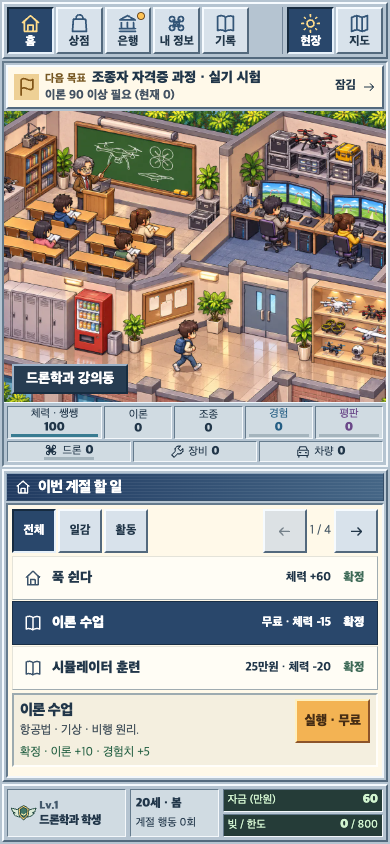 홈
상점
은행
내 정보
기록
현장
지도
다음 목표 조종자 자격증 과정 · 실기 시험
이론 90 이상 필요 (현재 0)
잠김 →
드론학과 강의동
체력 · 쌩쌩 100
이론 0
조종 0
경험 0
평판 0
드론 0
장비 0
차량 0
이번 계절 할 일
전체
일감
활동
← 1 / 4 →
푹 쉰다 체력 +60 확정
이론 수업 무료 · 체력 -15 확정
시뮬레이터 훈련 25만원 · 체력 -20 확정
이론 수업
항공법 · 기상 · 비행 원리.
확정 · 이론 +10 · 경험치 +5
실행 · 무료
Lv.1
드론학과 학생
20세 · 봄
계절 행동 0회
자금 (만원) 60
빚 / 한도 0 / 800